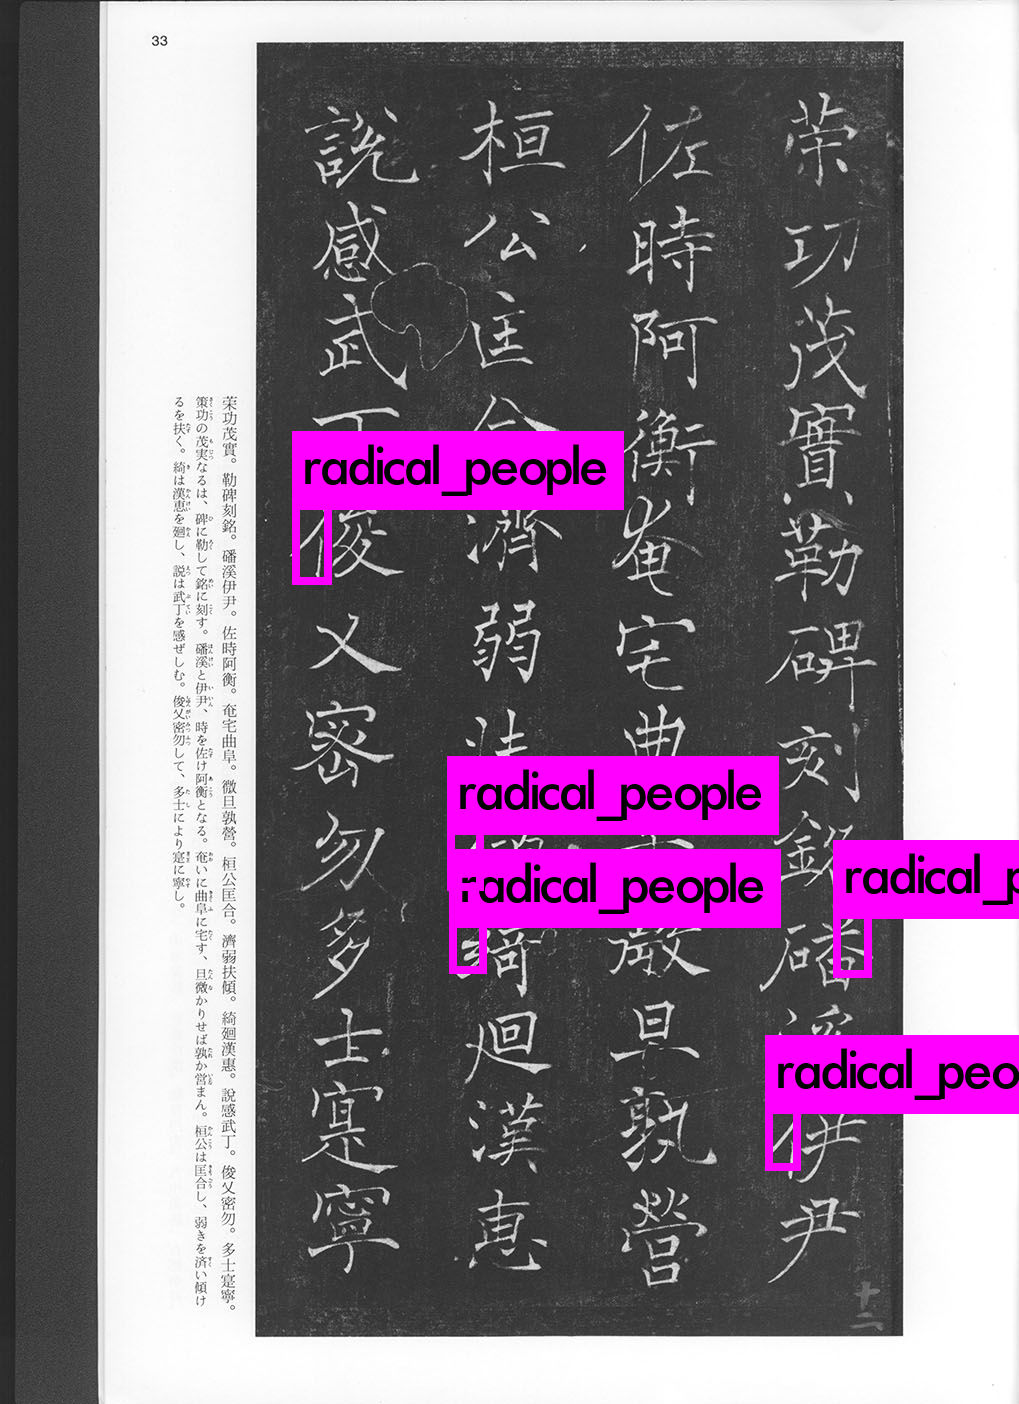 33
荣功茂實勒碑刻銘磻溪伊尹
佐時阿衡奄宅曲微旦孰營
桓公匡合濟弱扶綺迴漢惠
説感武丁俊乂密勿多士寔寧
十二
茱功茂實。勒碑刻銘。磻溪伊尹。佐時阿衡。奄宅曲阜。微旦孰營。桓公匡合。濟弱扶傾。綺廻漢惠。說感武丁。俊乂密勿。多士寔寧。
策功の茂実なるは、碑に勒して銘に刻す。磻溪と伊尹、時を佐け阿衡となる。奄いに曲阜に宅す、旦微かりせば孰か営まん。桓公は匡合し、弱きを済い傾け
るを扶く。綺は漢恵を廻し、説は武丁を感ぜしむ。俊乂密勿して、多士により寔に寧し。
radical_people
radical_people
radical_people
radical_p
radical_peo